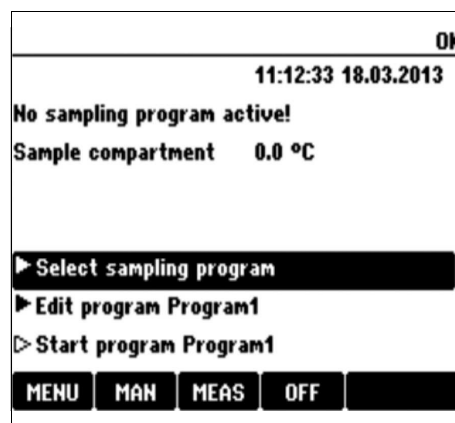 OK
11:12:33 18.03.2013
No sampling program active!
Sample compartment 0.0 °C
Select sampling program
Edit program Program1
Start program Program1
MENU MAN MEAS OFF